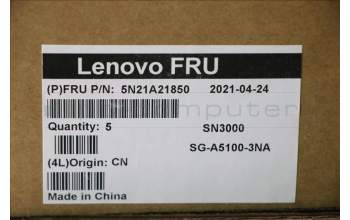 Lenovo FRU
(P)FRU P/N: 5N21A21850 2021-04-24
Quantity: 5 SN3000
SG-A5100-3NA
(4L)Origin: CN
Made in China